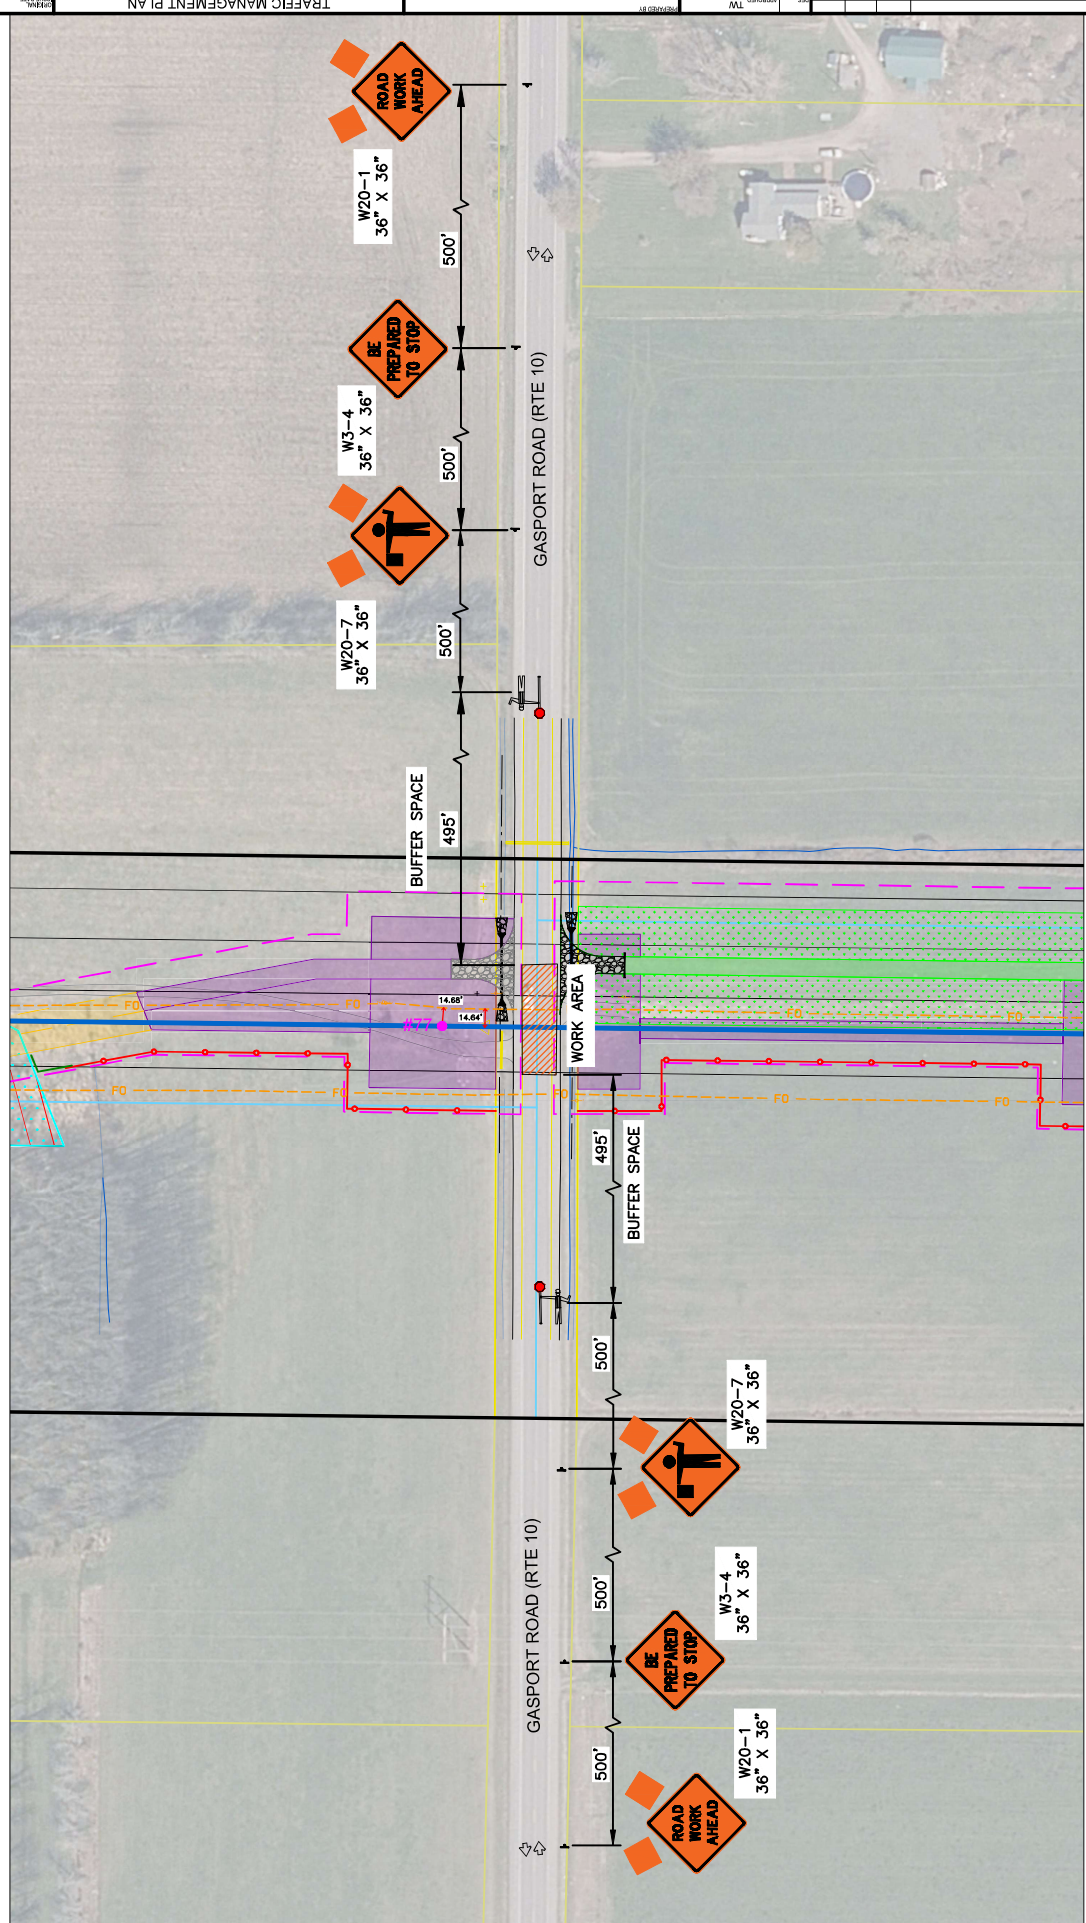 TRAFFIC MANAGEMENT PLAN
PREPARED BY
APPROVED
TW
ORIGINAL
ROAD
WORK
AHEAD
W20-1
36" X 36"
500'
BE
PREPARED
TO STOP
W3-4
36" X 36"
500'
GASPORT ROAD (RTE 10)
W20-7
36" X 36"
500'
BUFFER SPACE
495'
FO
FO
14.68'
14.64'
#77
WORK AREA
FO
FO
FO
FO
FO
FO
495'
BUFFER SPACE
500'
W20-7
36" X 36"
GASPORT ROAD (RTE 10)
500'
W3-4
36" X 36"
BE
PREPARED
TO STOP
500'
W20-1
36" X 36"
ROAD
WORK
AHEAD